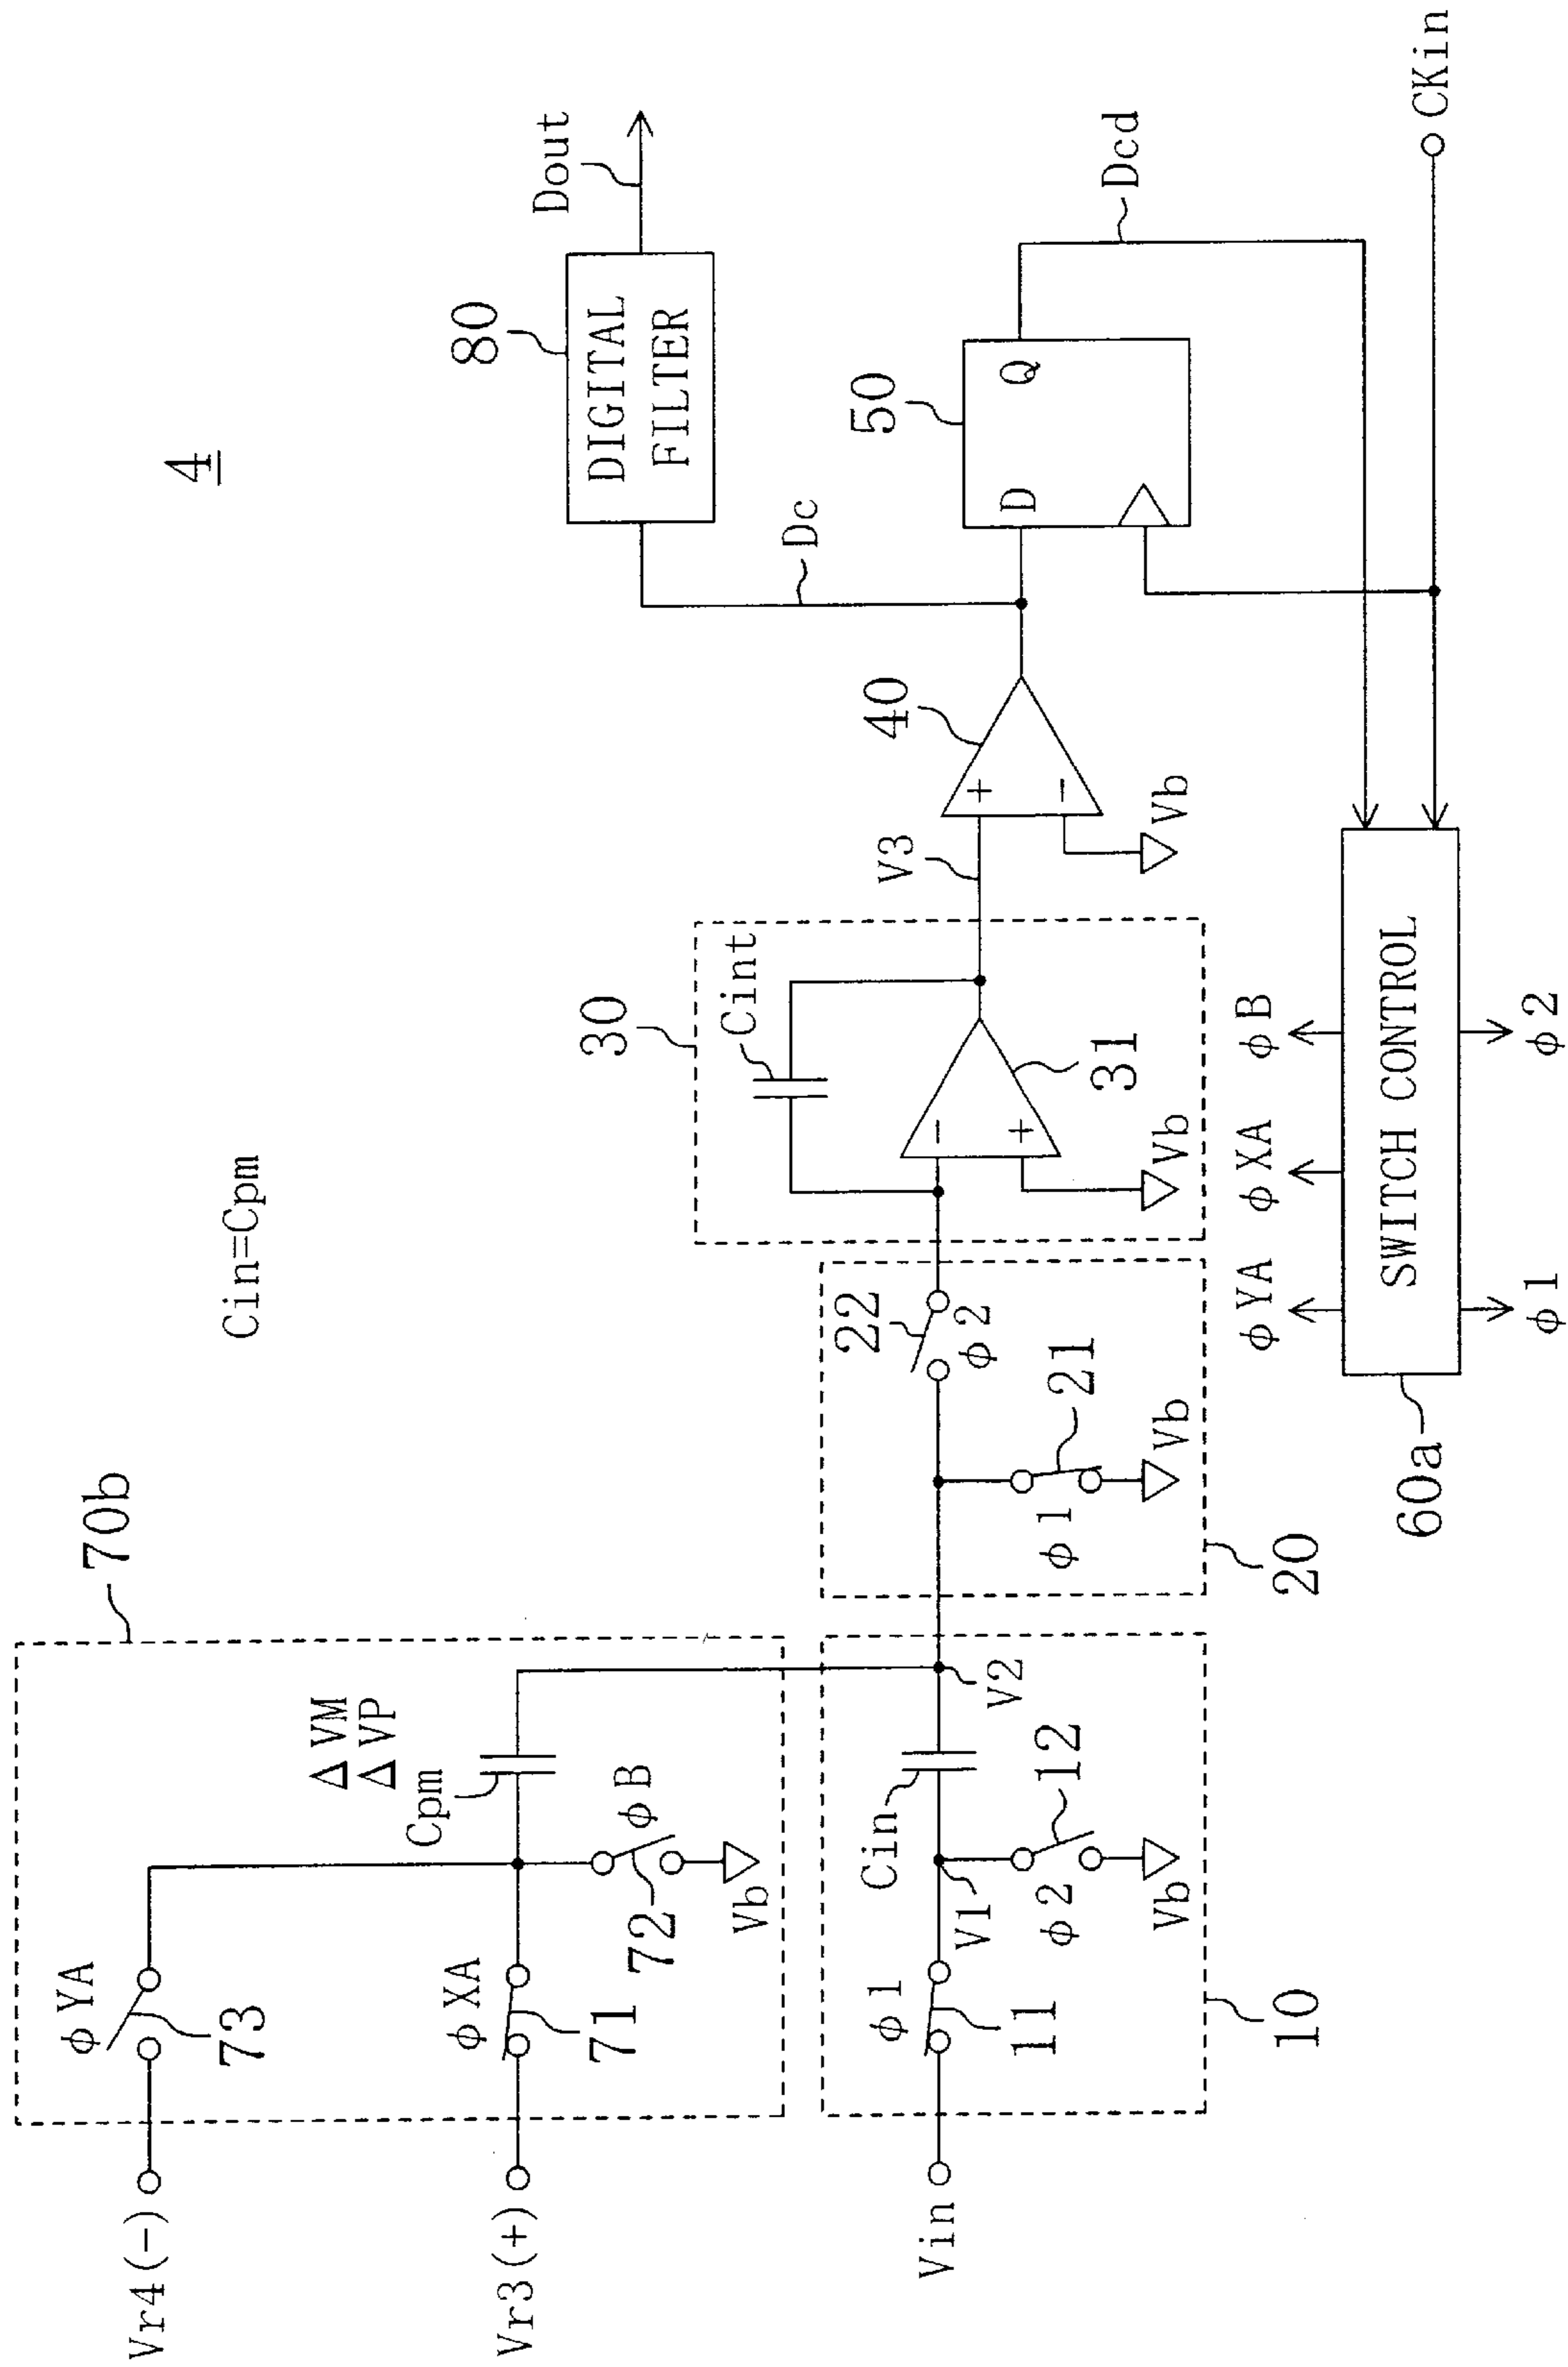 4
Cin=Cpm
70b
Vr4(-)
φYA
73
ΔVM
ΔVP
Cpm
Vr3(+)
φXA
71
72
φB
Vb
Vin
φ1
11
V1
Cin
φ2
12
Vb
V2
10
20
22
φ2
φ1
21
Vb
30
Cint
-
+
31
Vb
V3
40
+
-
Vb
Dc
80
DIGITAL
FILTER
Dout
50
D
Q
Dcd
CKin
φYA
φXA
φB
SWITCH CONTROL
60a
φ1
φ2